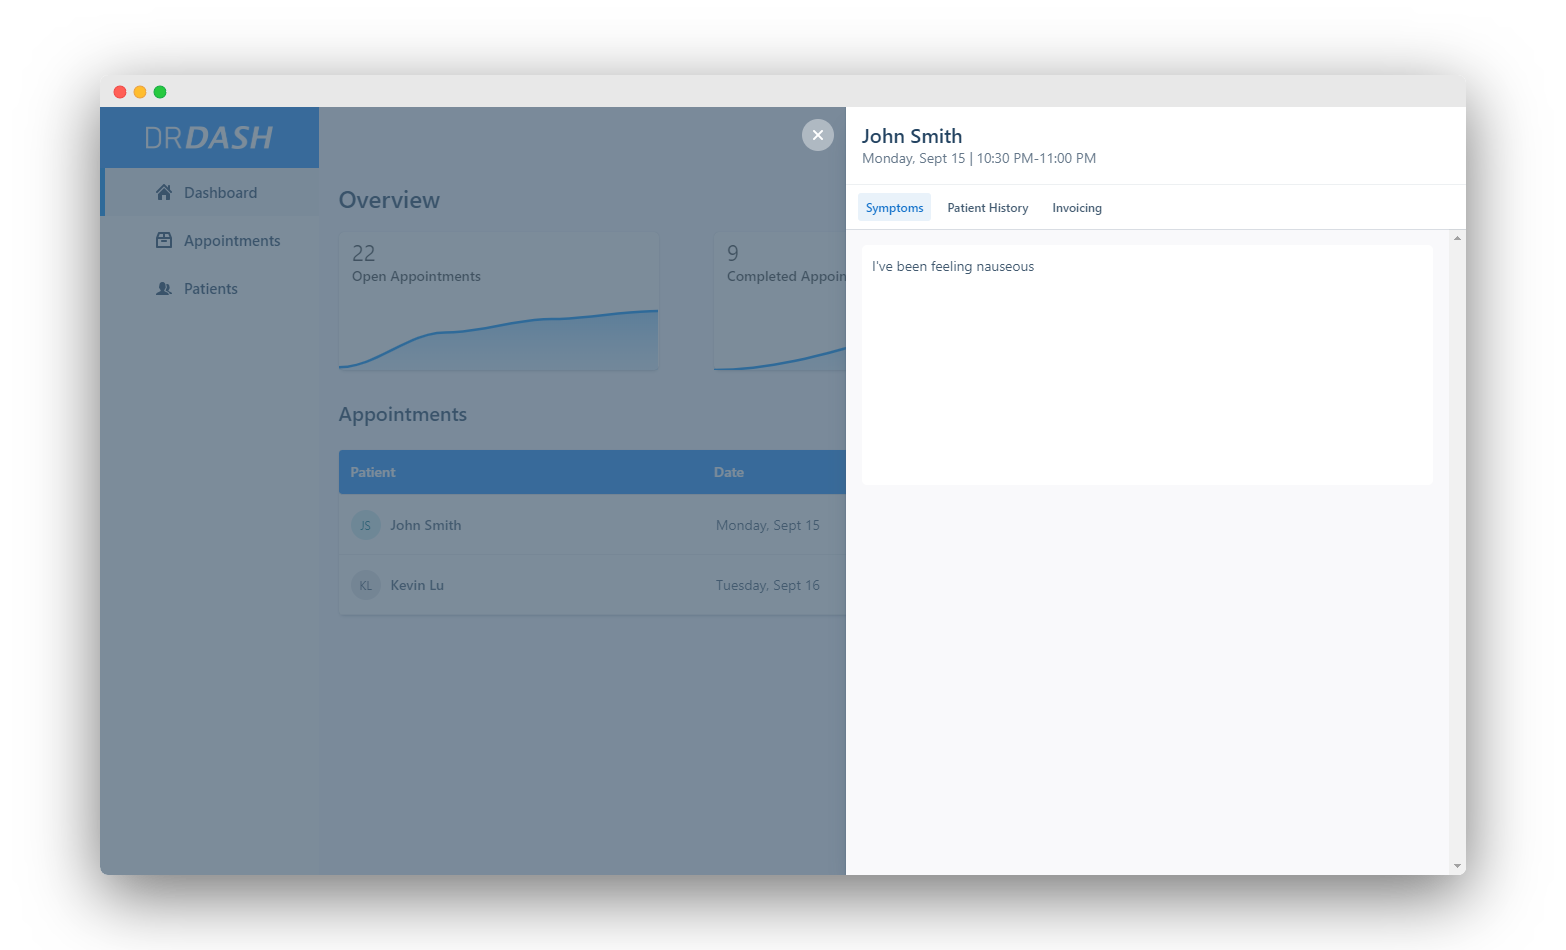 DRDASH
Dashboard
Appointments
Patients
Overview
22
Open Appointments
9
Completed Appoin
Appointments
Patient Date
JS John Smith Monday, Sept 15
KL Kevin Lu Tuesday, Sept 16
John Smith
Monday, Sept 15 | 10:30 PM-11:00 PM
Symptoms Patient History Invoicing
I've been feeling nauseous